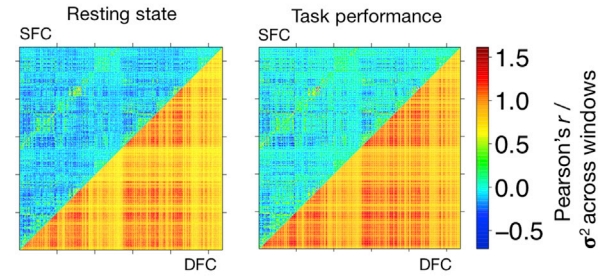 Resting state
Task performance
SFC
SFC
DFC
DFC
1.5
1.0
0.5
0.0
−0.5
Pearson's r /
σ² across windows